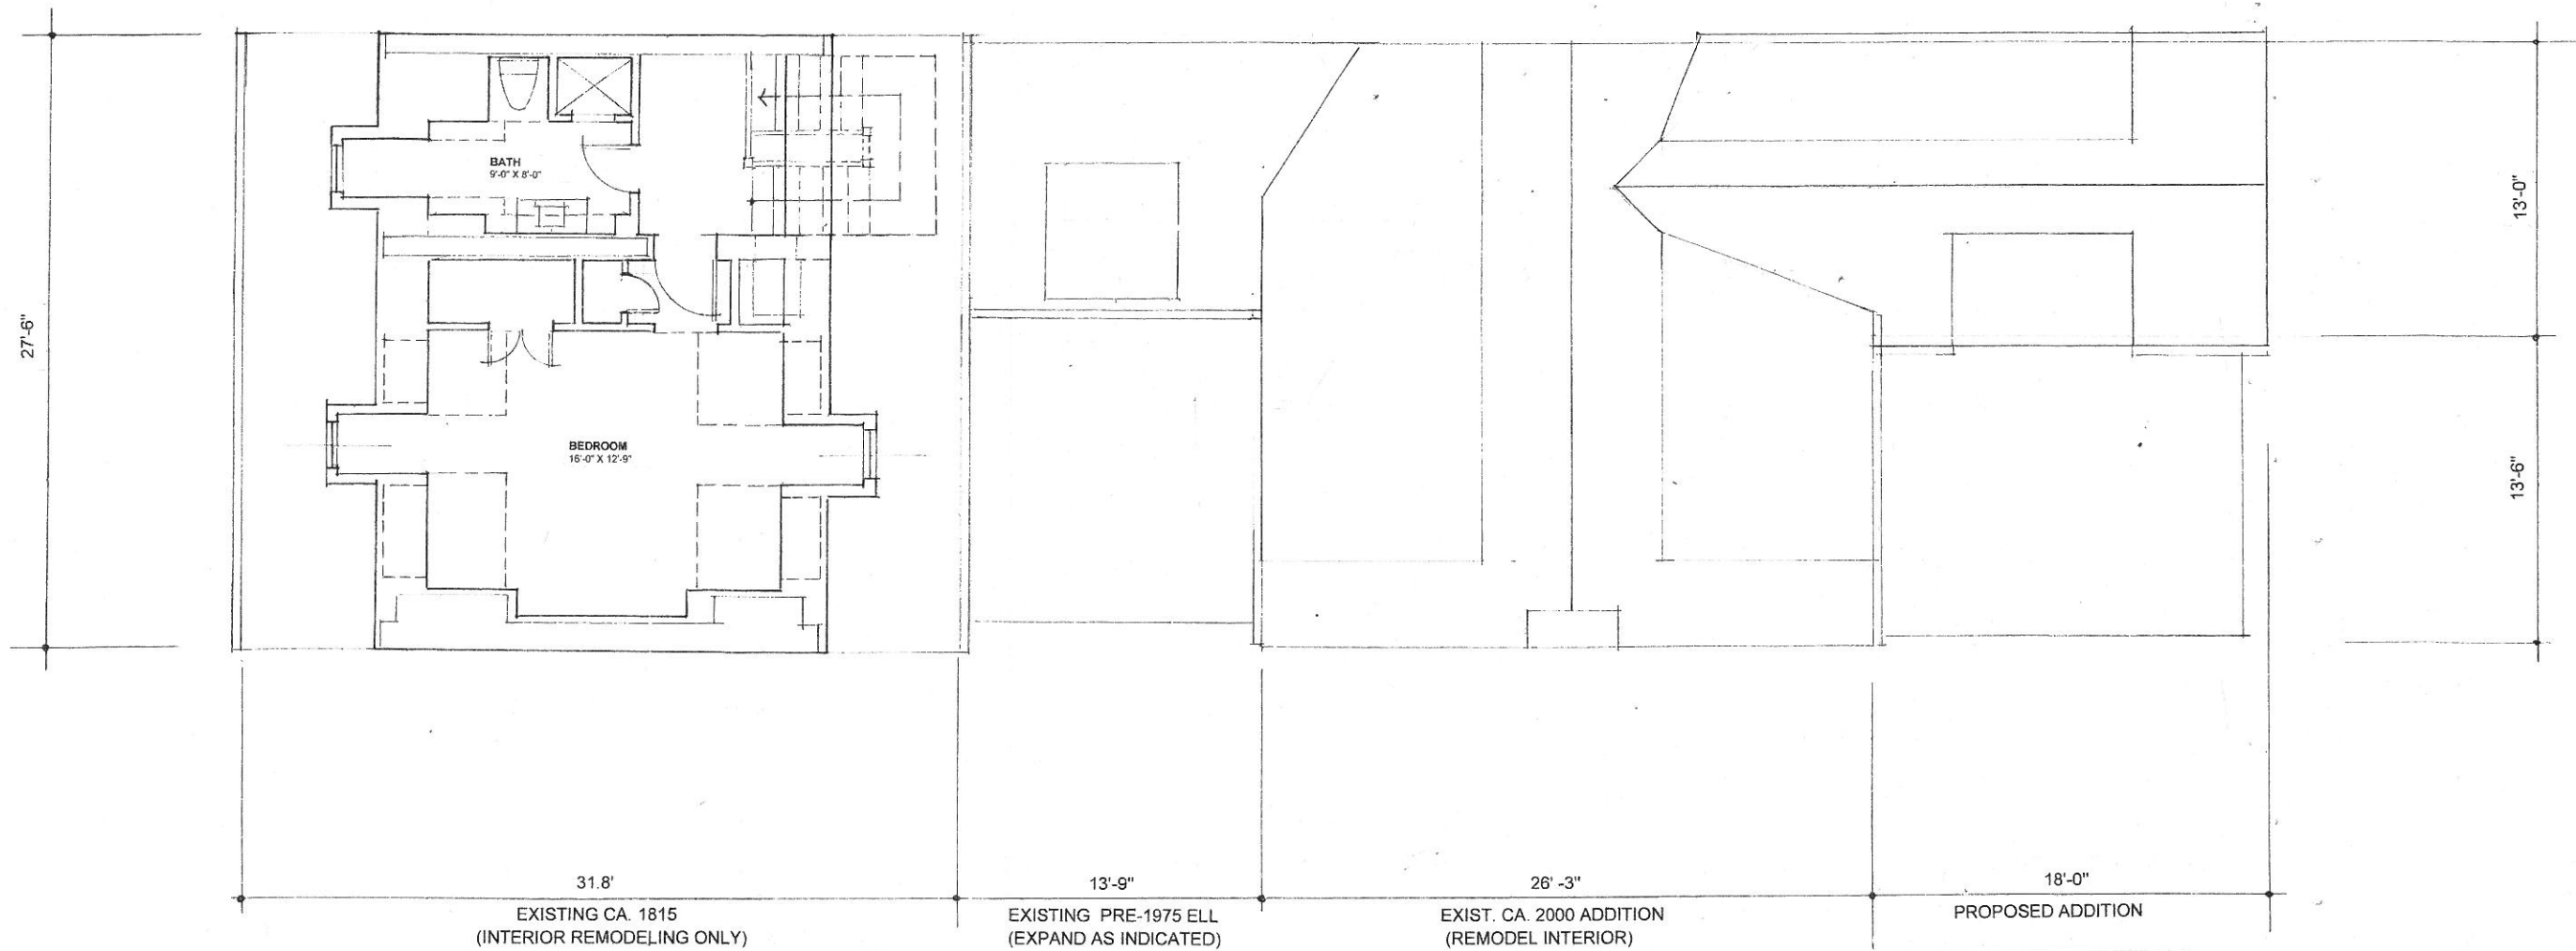 27'-6"
BATH
9'-0" X 8'-0"
BEDROOM
16'-0" X 12'-9"
13'-0"
13'-6"
31.8'
EXISTING CA. 1815
(INTERIOR REMODELING ONLY)
13'-9"
EXISTING PRE-1975 ELL
(EXPAND AS INDICATED)
26' -3"
EXIST. CA. 2000 ADDITION
(REMODEL INTERIOR)
18'-0"
PROPOSED ADDITION